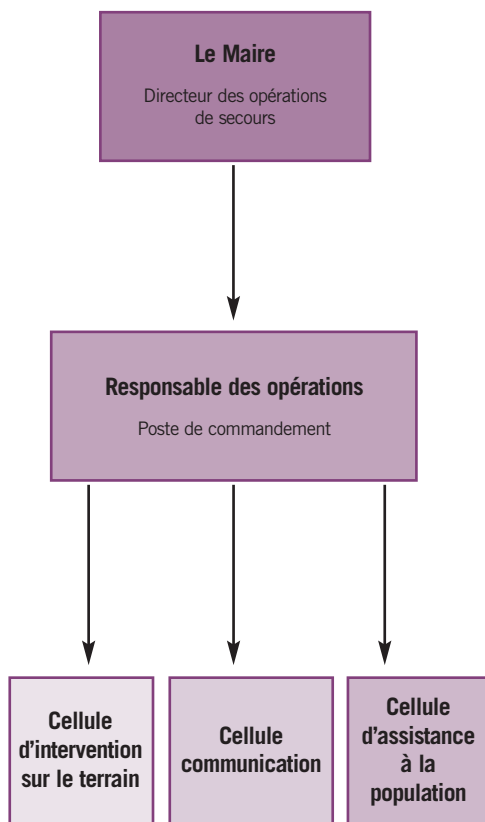 Le Maire
Directeur des opérations
de secours
Responsable des opérations
Poste de commandement
Cellule
d'intervention
sur le terrain
Cellule
communication
Cellule
d'assistance
à la
population